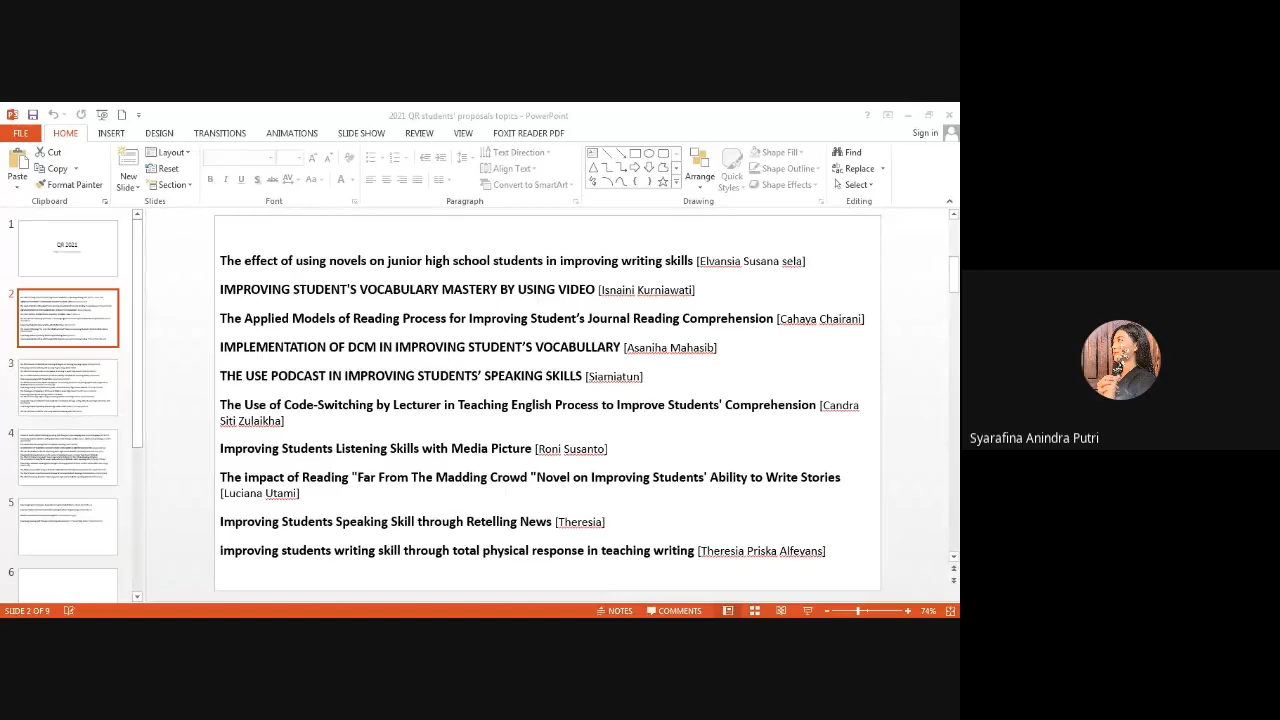 2021 QR students' proposals topics - PowerPoint
Sign in
FILE HOME INSERT DESIGN TRANSITIONS ANIMATIONS SLIDE SHOW REVIEW VIEW FOXIT READER PDF
Paste Cut Copy Format Painter
Clipboard
New Slide Layout Reset Section
Slides
Font
Text Direction Align Text Convert to SmartArt
Paragraph
Arrange Quick Styles Shape Fill Shape Outline Shape Effects
Drawing
Find Replace Select
Editing
1
QR 2021
2
3
4
5
6
The effect of using novels on junior high school students in improving writing skills [Elvansia Susana sela]
IMPROVING STUDENT'S VOCABULARY MASTERY BY USING VIDEO [Isnaini Kurniawati]
The Applied Models of Reading Process for Improving Student's Journal Reading Comprehension [Cahaya Chairani]
IMPLEMENTATION OF DCM IN IMPROVING STUDENT'S VOCABULLARY [Asaniha Mahasib]
THE USE PODCAST IN IMPROVING STUDENTS' SPEAKING SKILLS [Siamiatun]
The Use of Code-Switching by Lecturer in Teaching English Process to Improve Students' Comprehension [Candra
Siti Zulaikha]
Improving Students Listening Skills with Media Picture [Doni Susanto]
The impact of Reading "Far From The Madding Crowd "Novel on Improving Students' Ability to Write Stories
[Luciana Utami]
Improving Students Speaking Skill through Retelling News [Theresia]
improving students writing skill through total physical response in teaching writing [Theresia Priska Alfeyans]
SLIDE 2 OF 9
NOTES COMMENTS 74%
Syarafina Anindra Putri